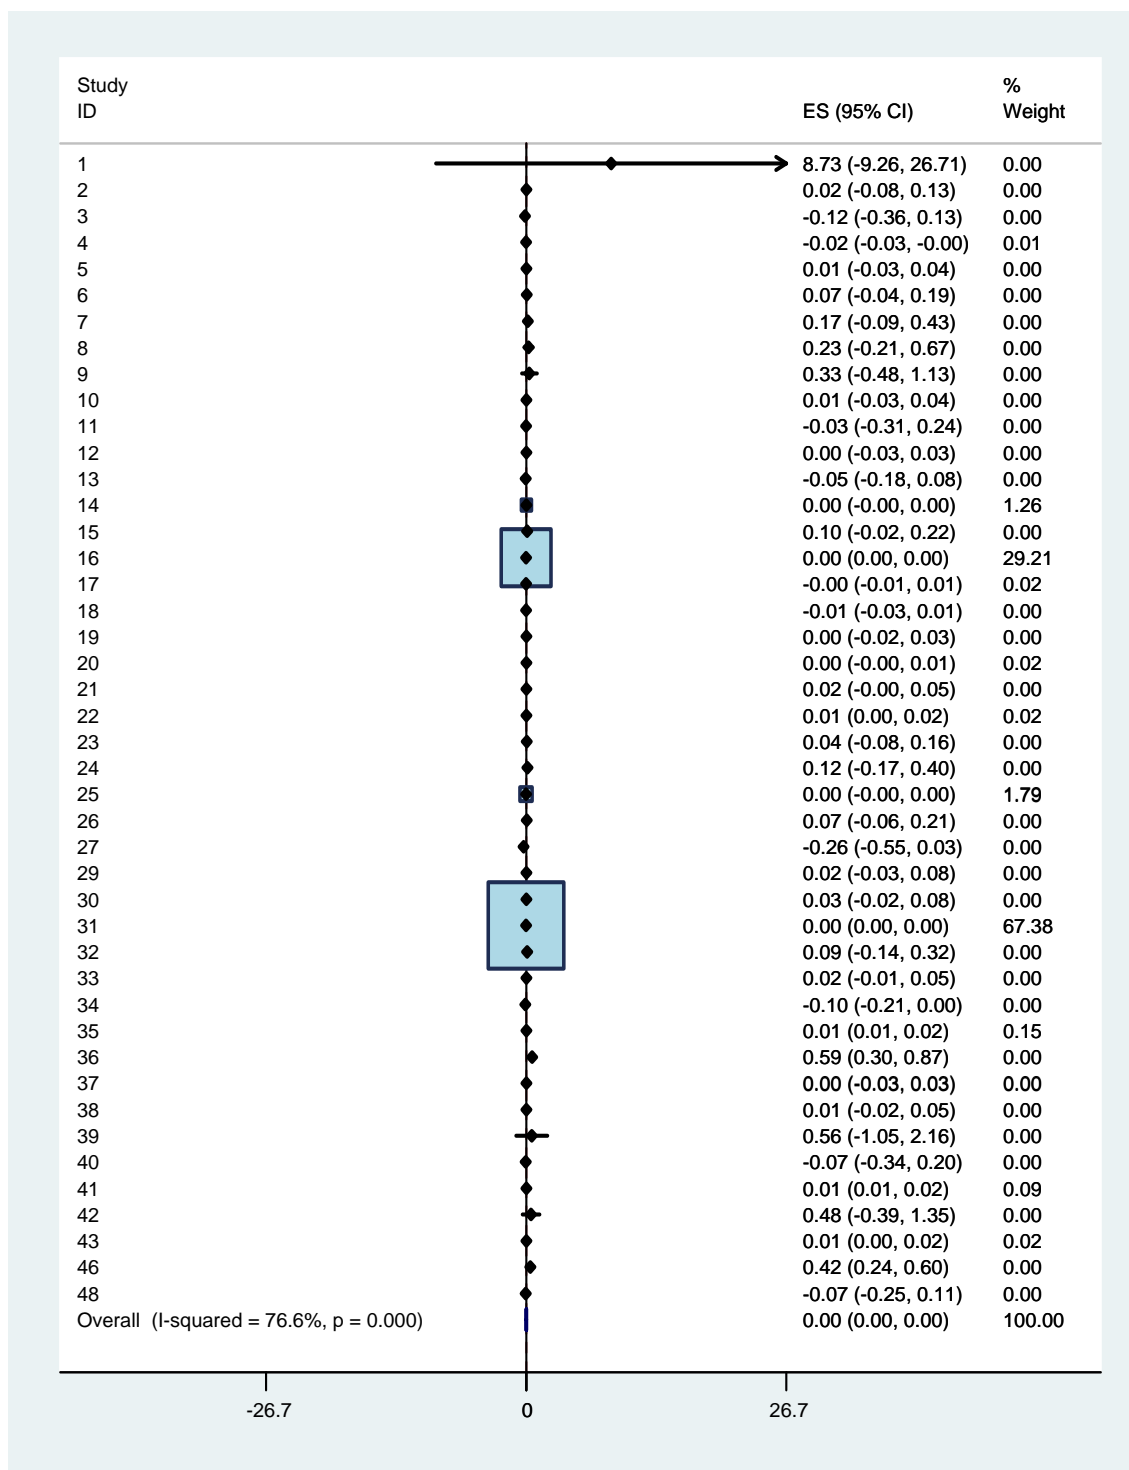 Study %
ID ES (95% CI) Weight
1 8.73 (-9.26, 26.71) 0.00
2 0.02 (-0.08, 0.13) 0.00
3 -0.12 (-0.36, 0.13) 0.00
4 -0.02 (-0.03, -0.00) 0.01
5 0.01 (-0.03, 0.04) 0.00
6 0.07 (-0.04, 0.19) 0.00
7 0.17 (-0.09, 0.43) 0.00
8 0.23 (-0.21, 0.67) 0.00
9 0.33 (-0.48, 1.13) 0.00
10 0.01 (-0.03, 0.04) 0.00
11 -0.03 (-0.31, 0.24) 0.00
12 0.00 (-0.03, 0.03) 0.00
13 -0.05 (-0.18, 0.08) 0.00
14 0.00 (-0.00, 0.00) 1.26
15 0.10 (-0.02, 0.22) 0.00
16 0.00 (0.00, 0.00) 29.21
17 -0.00 (-0.01, 0.01) 0.02
18 -0.01 (-0.03, 0.01) 0.00
19 0.00 (-0.02, 0.03) 0.00
20 0.00 (-0.00, 0.01) 0.02
21 0.02 (-0.00, 0.05) 0.00
22 0.01 (0.00, 0.02) 0.02
23 0.04 (-0.08, 0.16) 0.00
24 0.12 (-0.17, 0.40) 0.00
25 0.00 (-0.00, 0.00) 1.79
26 0.07 (-0.06, 0.21) 0.00
27 -0.26 (-0.55, 0.03) 0.00
29 0.02 (-0.03, 0.08) 0.00
30 0.03 (-0.02, 0.08) 0.00
31 0.00 (0.00, 0.00) 67.38
32 0.09 (-0.14, 0.32) 0.00
33 0.02 (-0.01, 0.05) 0.00
34 -0.10 (-0.21, 0.00) 0.00
35 0.01 (0.01, 0.02) 0.15
36 0.59 (0.30, 0.87) 0.00
37 0.00 (-0.03, 0.03) 0.00
38 0.01 (-0.02, 0.05) 0.00
39 0.56 (-1.05, 2.16) 0.00
40 -0.07 (-0.34, 0.20) 0.00
41 0.01 (0.01, 0.02) 0.09
42 0.48 (-0.39, 1.35) 0.00
43 0.01 (0.00, 0.02) 0.02
46 0.42 (0.24, 0.60) 0.00
48 -0.07 (-0.25, 0.11) 0.00
Overall (I-squared = 76.6%, p = 0.000) 0.00 (0.00, 0.00) 100.00
-26.7 0 26.7